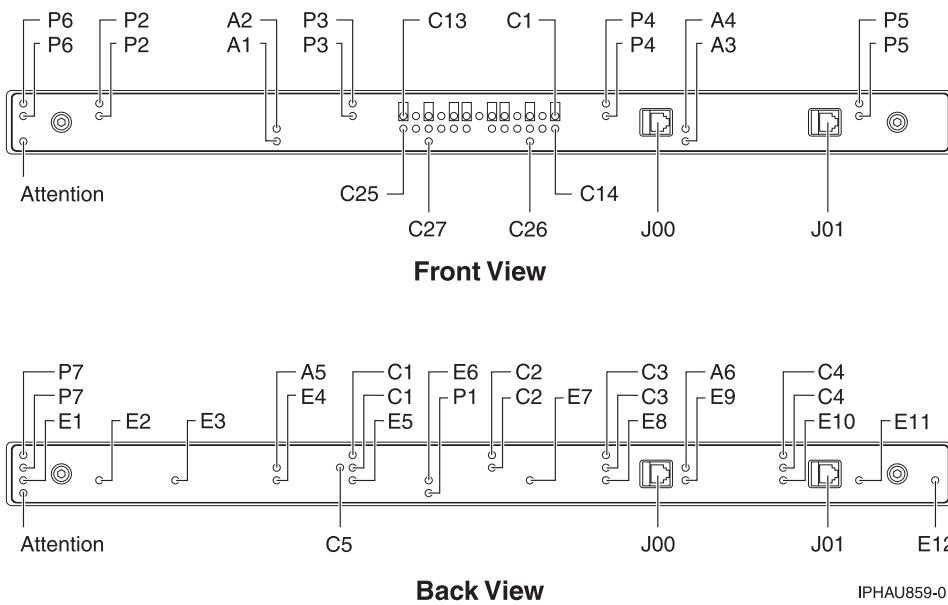 P6 P2 A2 P3 C13 C1 P4 A4 P5
P6 P2 A1 P3 P4 A3 P5
Attention C25 C14
C27 C26 J00 J01
Front View
P7 A5 C1 E6 C2 C3 A6 C4
P7 E4 C1 P1 C2 C3 E9 C4
E1 E2 E3 E5 E7 E8 E10 E11
Attention C5 J00 J01 E12
Back View
IPHAU859-0